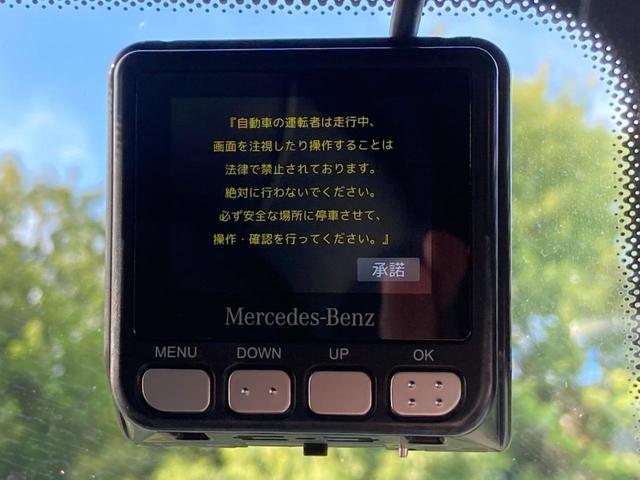 『自動車の運転者は走行中、
画面を注視したり操作することは
法律で禁止されております。
絶対に行わないでください。
必ず安全な場所に停車させて、
操作・確認を行ってください。』
承諾
Mercedes-Benz
MENU DOWN UP OK